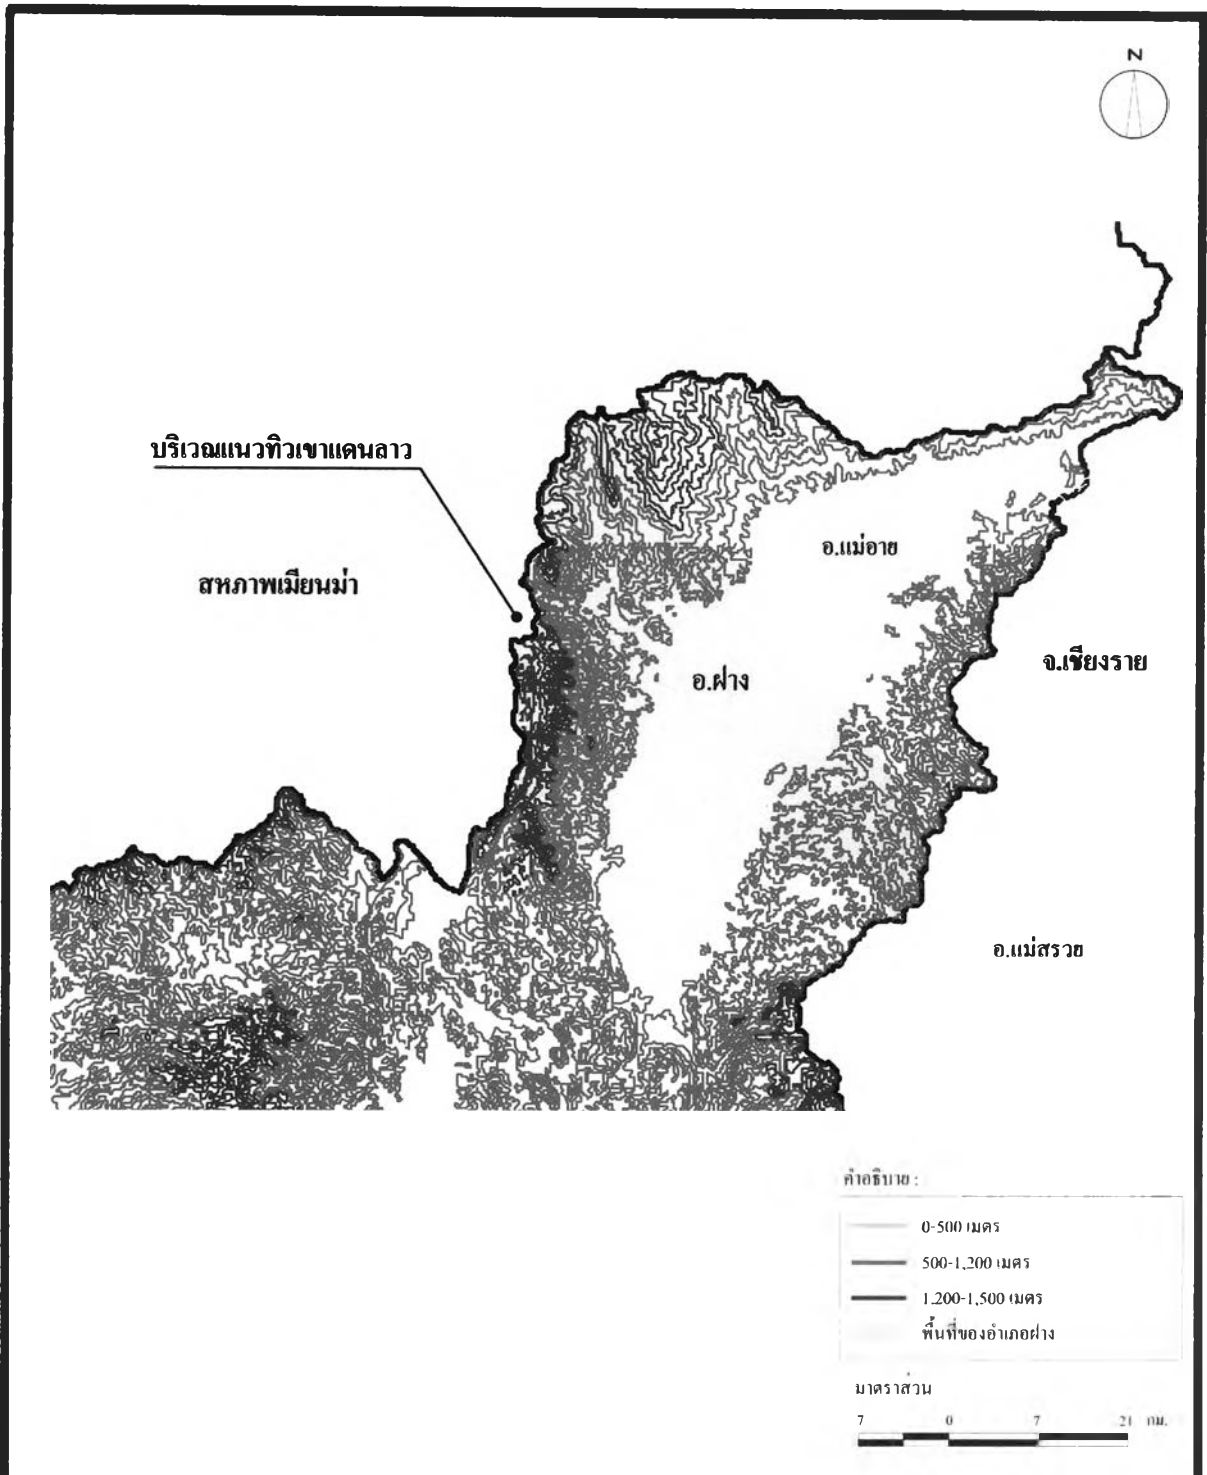 N
บริเวณแนวทิวเขาแดนลาว
สหภาพเมียนม่า
อ.แม่อาย
อ.ฝาง
จ.เชียงราย
อ.แม่สรวย
คำอธิบาย :
0-500 เมตร
500-1,200 เมตร
1.200-1,500 เมตร
พื้นที่ของอำเภอฝาง
มาตราส่วน
7 0 7 21 กม.